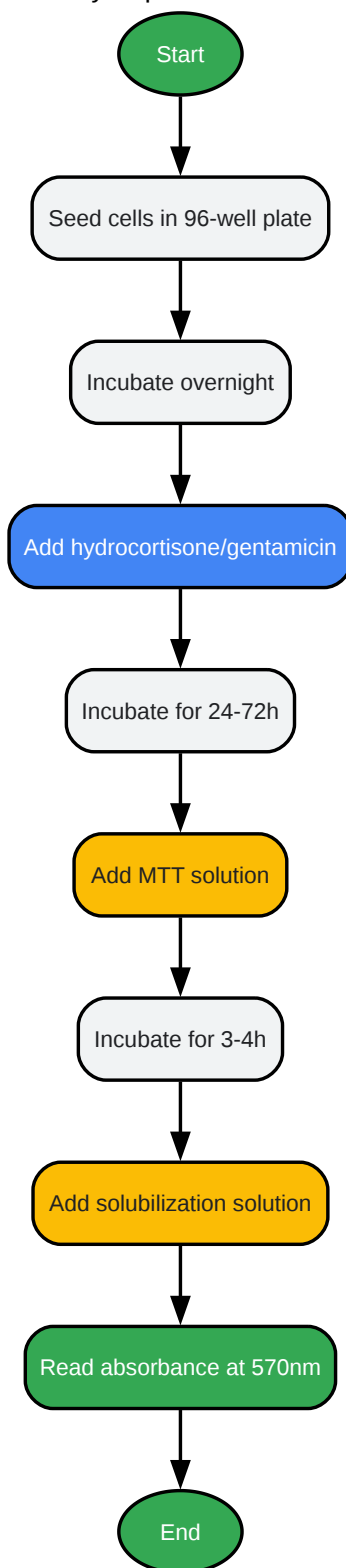 Start
Seed cells in 96-well plate
Incubate overnight
Add hydrocortisone/gentamicin
Incubate for 24-72h
Add MTT solution
Incubate for 3-4h
Add solubilization solution
Read absorbance at 570nm
End